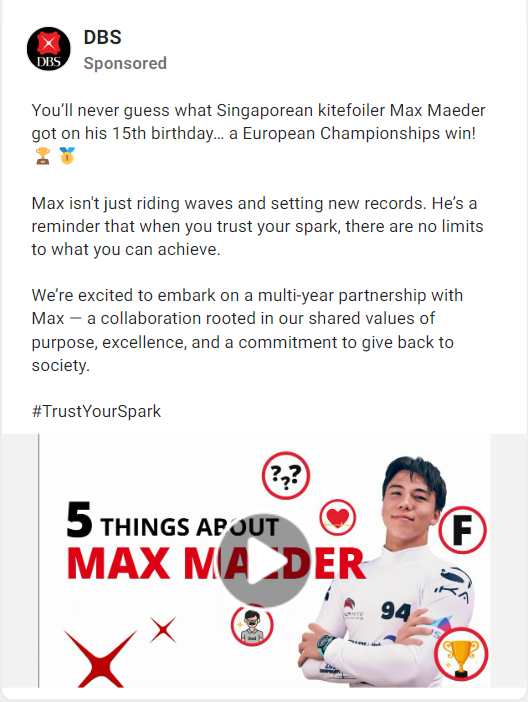 DBS
DBS
Sponsored
You’ll never guess what Singaporean kitefoiler Max Maeder
got on his 15th birthday… a European Championships win!
🏆 🥇
Max isn't just riding waves and setting new records. He’s a
reminder that when you trust your spark, there are no limits
to what you can achieve.
We’re excited to embark on a multi-year partnership with
Max — a collaboration rooted in our shared values of
purpose, excellence, and a commitment to give back to
society.
#TrustYourSpark
???
5 THINGS ABOUT
MAX MAEDER
F
94